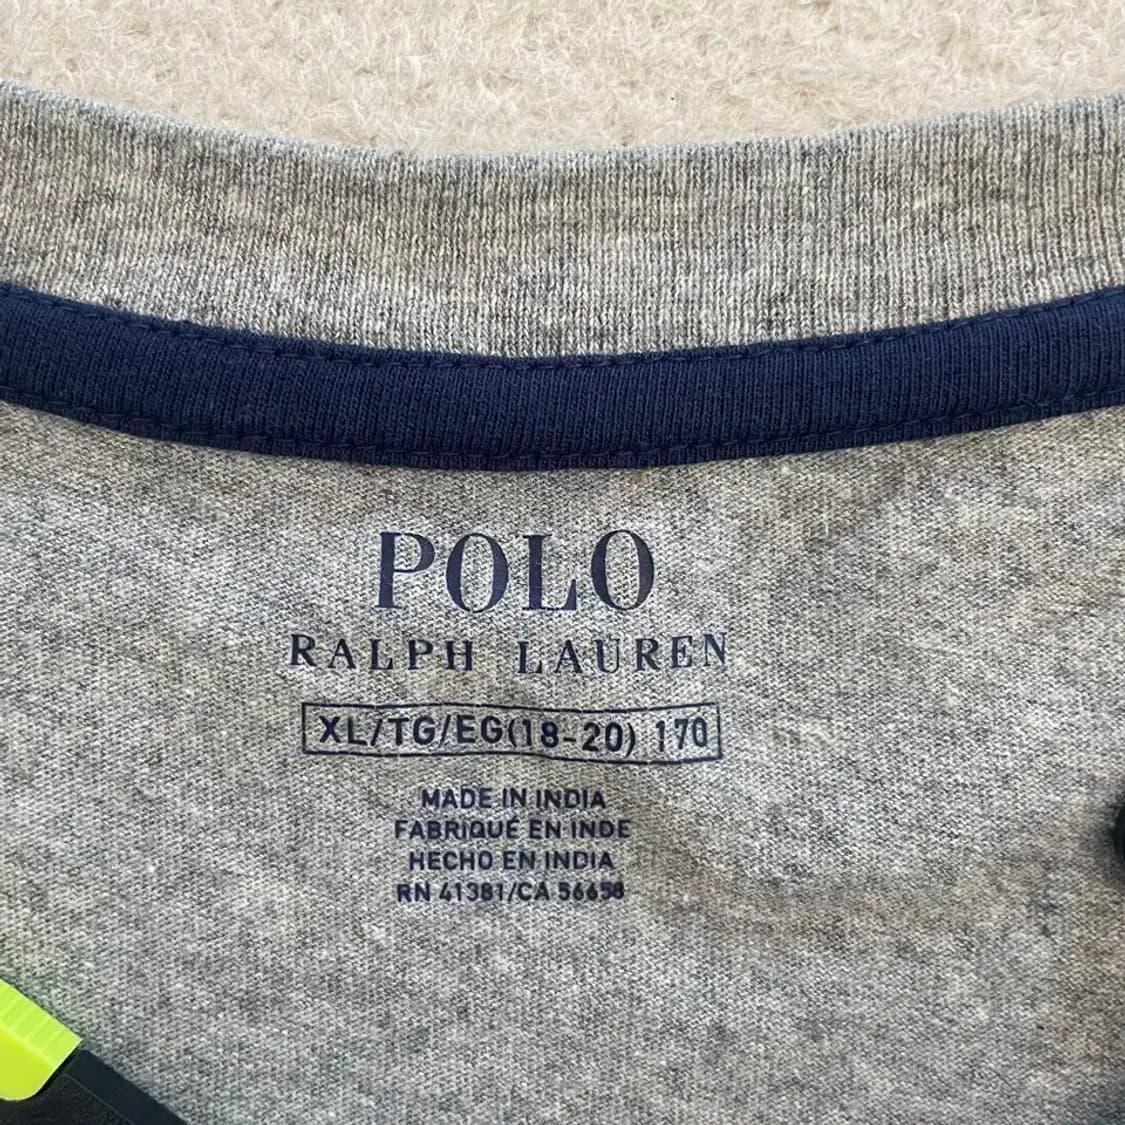 POLO
RALPH LAUREN
XL/TG/EG(18-20) 170
MADE IN INDIA
FABRIQUÉ EN INDE
HECHO EN INDIA
RN 41381/CA 56658